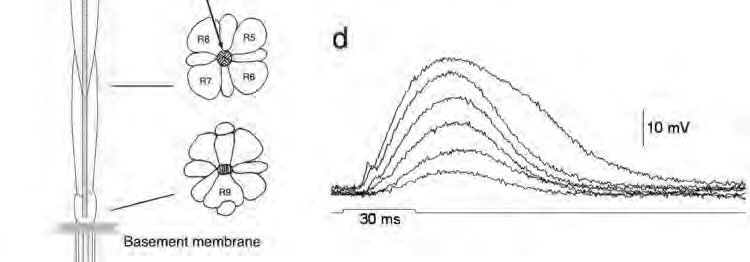 R8 R5
R7 R6
R9
Basement membrane
d
10 mV
30 ms